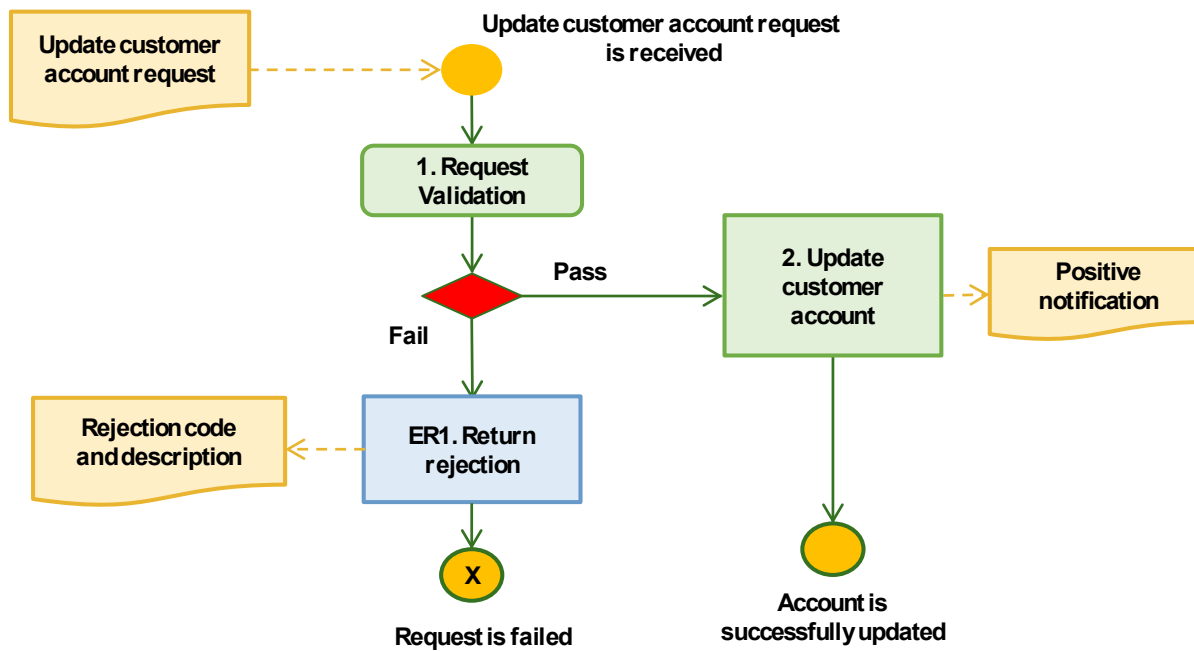 Update customer
account request
Update customer account request
is received
1. Request
Validation
Pass
2. Update
customer
account
Positive
notification
Fail
Rejection code
and description
ER1. Return
rejection
X
Request is failed
Account is
successfully updated